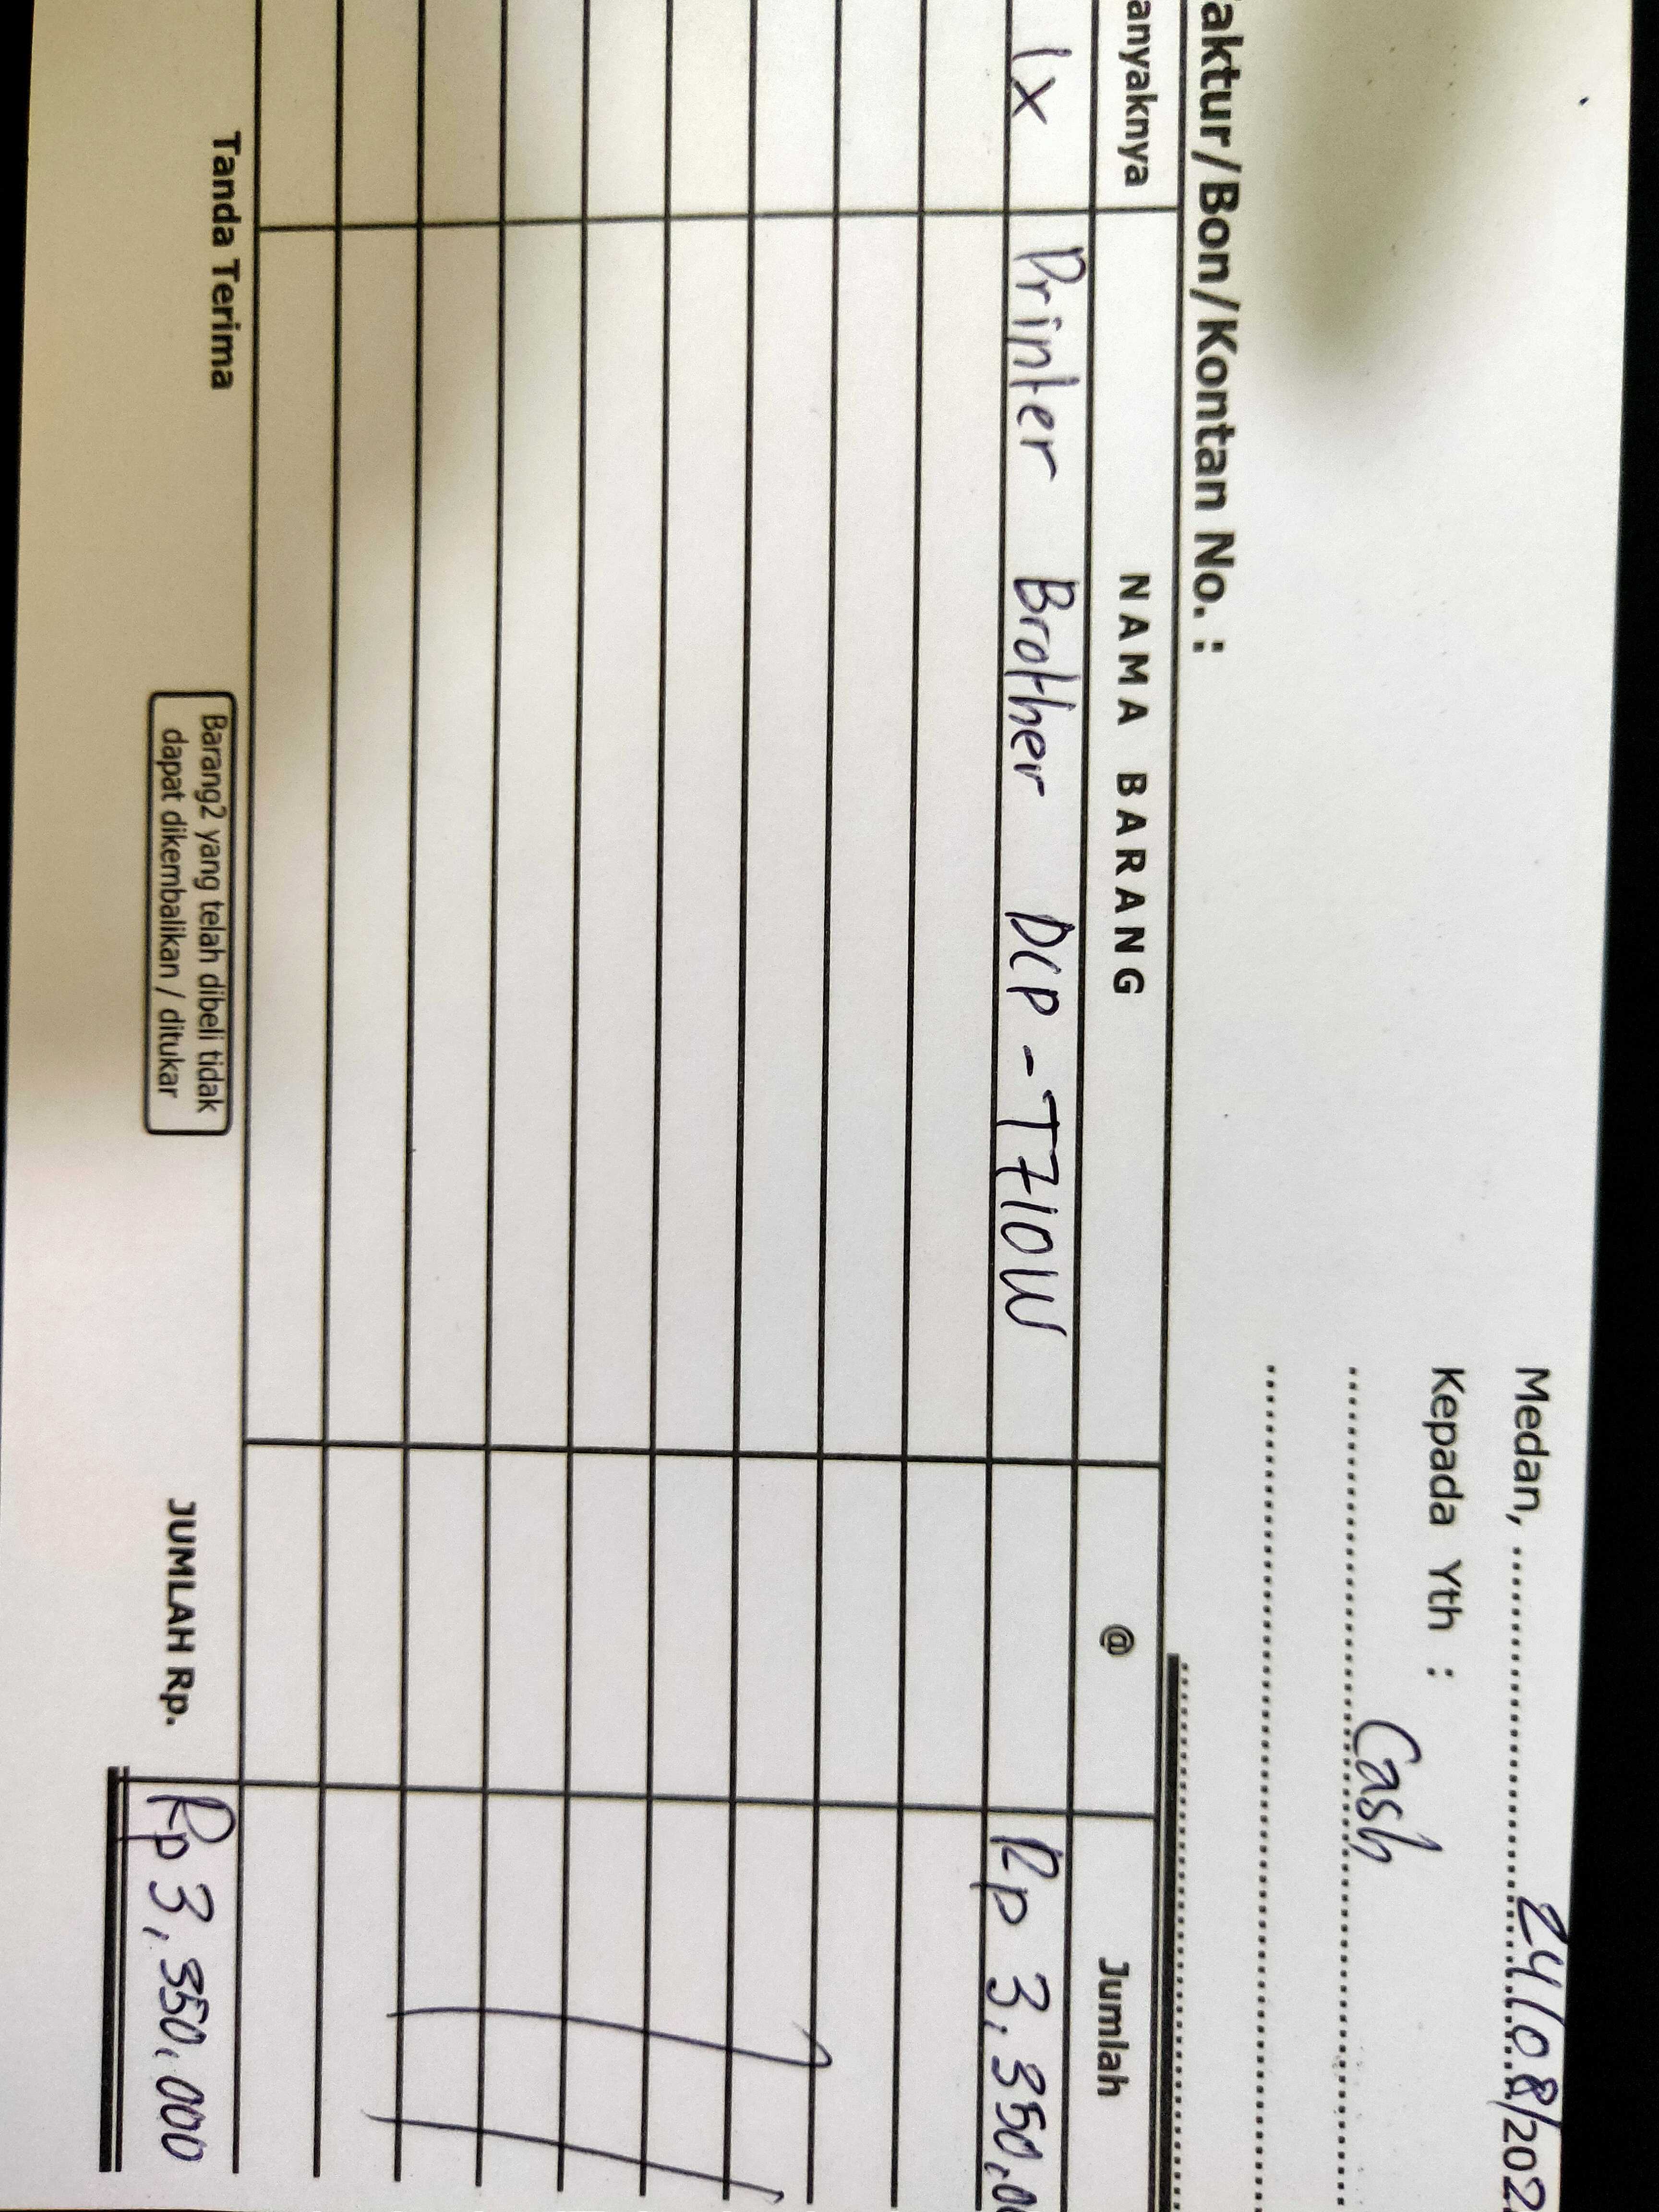 Medan, 24/08/202
Kepada Yth :
Cash
aktur/Bon/Kontan No. :
anyaknya NAMA BARANG @ Jumlah
1x Printer Brother DCP-T710W Rp 3,350,0
Tanda Terima
Barang2 yang telah dibeli tidak
dapat dikembalikan / ditukar
JUMLAH Rp. Rp 3,350,000